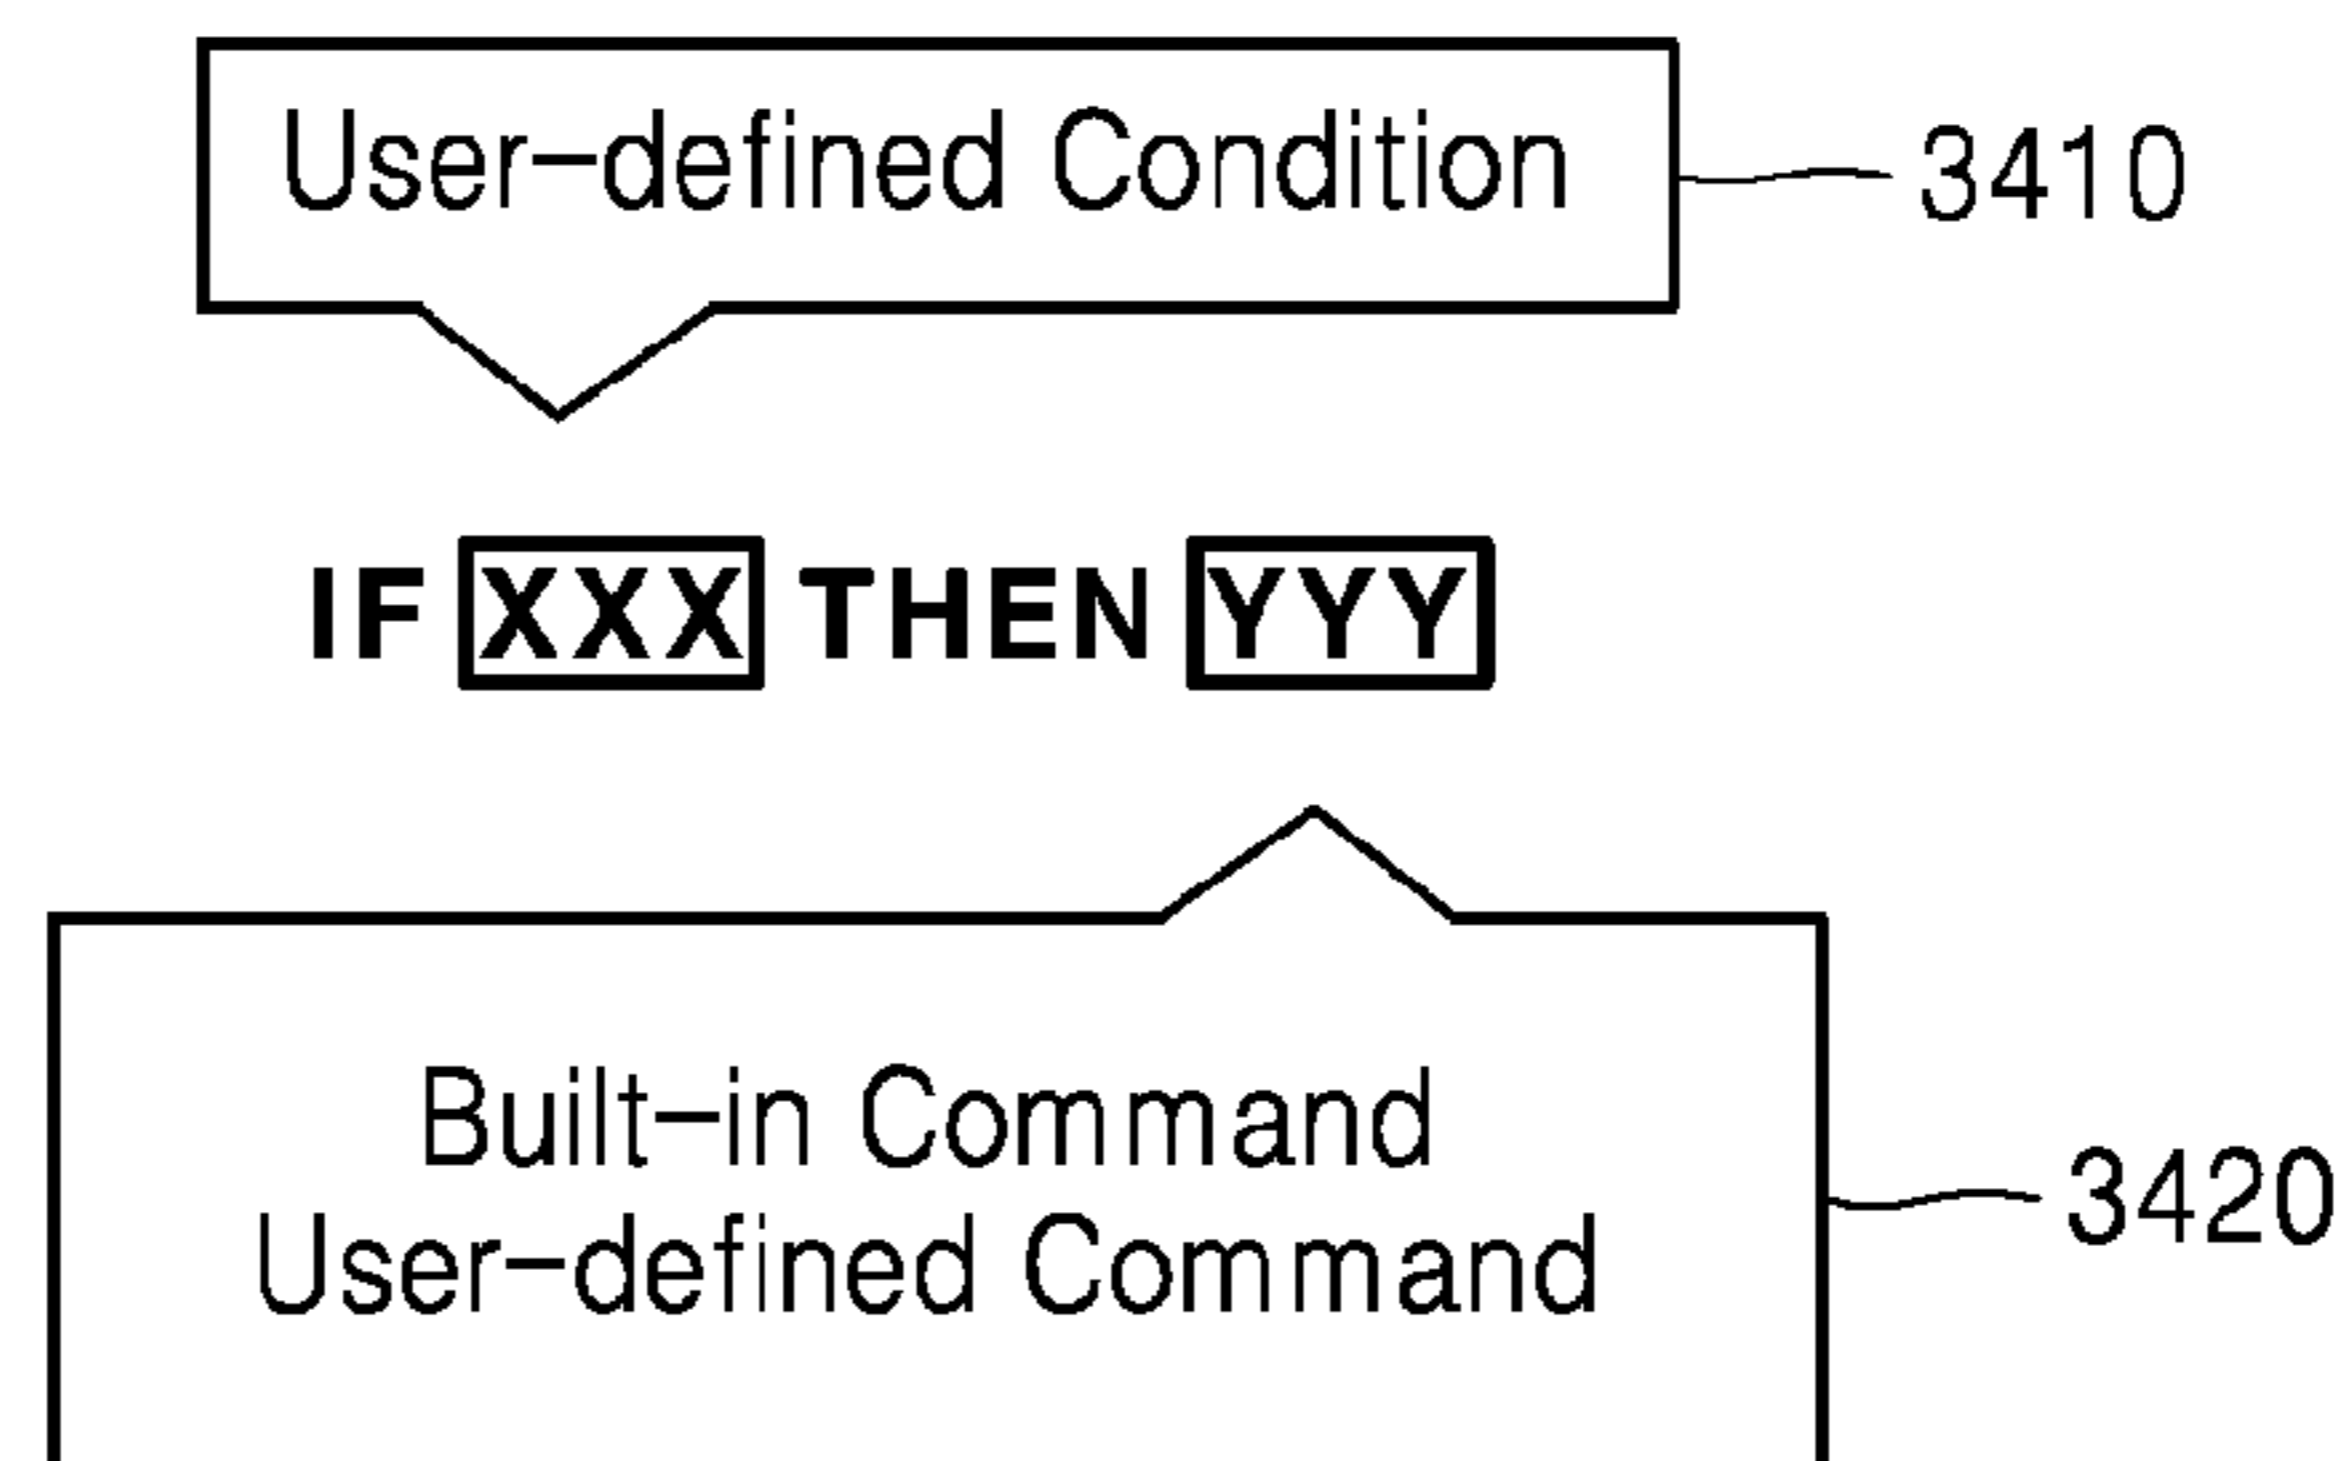 User-defined Condition
3410
IF XXX THEN YYY
Built-in Command
User-defined Command
3420